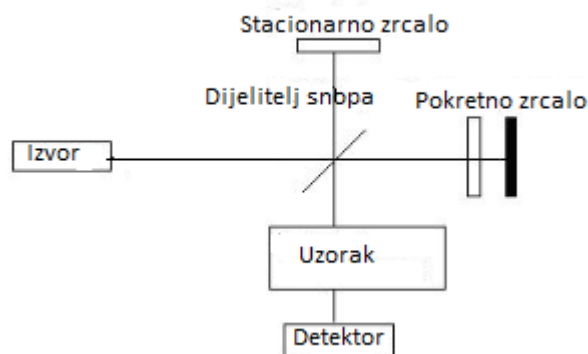 Stacionarno zrcalo
Dijelitelj snopa
Pokretno zrcalo
Izvor
Uzorak
Detektor